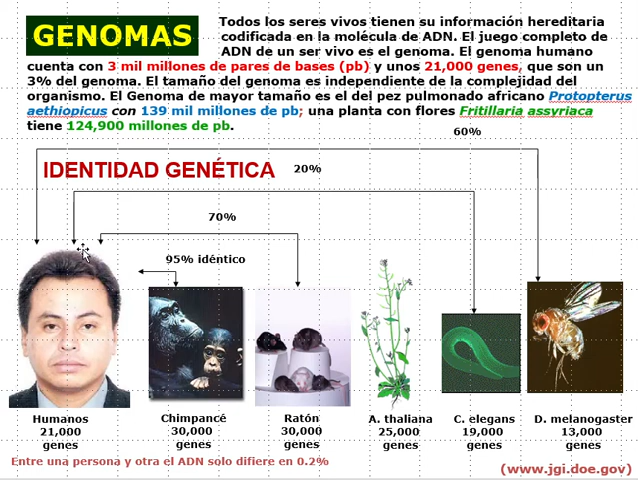 GENOMAS
Todos los seres vivos tienen su información hereditaria
codificada en la molécula de ADN. El juego completo de
ADN de un ser vivo es el genoma. El genoma humano
cuenta con 3 mil millones de pares de bases (pb) y unos 21,000 genes, que son un
3% del genoma. El tamaño del genoma es independiente de la complejidad del
organismo. El Genoma de mayor tamaño es el del pez pulmonado africano Protopterus
aethiopicus con 139 mil millones de pb; una planta con flores Fritillaria assyriaca
tiene 124,900 millones de pb.
60%
IDENTIDAD GENÉTICA
20%
70%
95% idéntico
Humanos
21,000
genes
Chimpancé
30,000
genes
Ratón
30,000
genes
A. thaliana
25,000
genes
C. elegans
19,000
genes
D. melanogaster
13,000
genes
Entre una persona y otra el ADN solo difiere en 0.2%
(www.jgi.doe.gov)